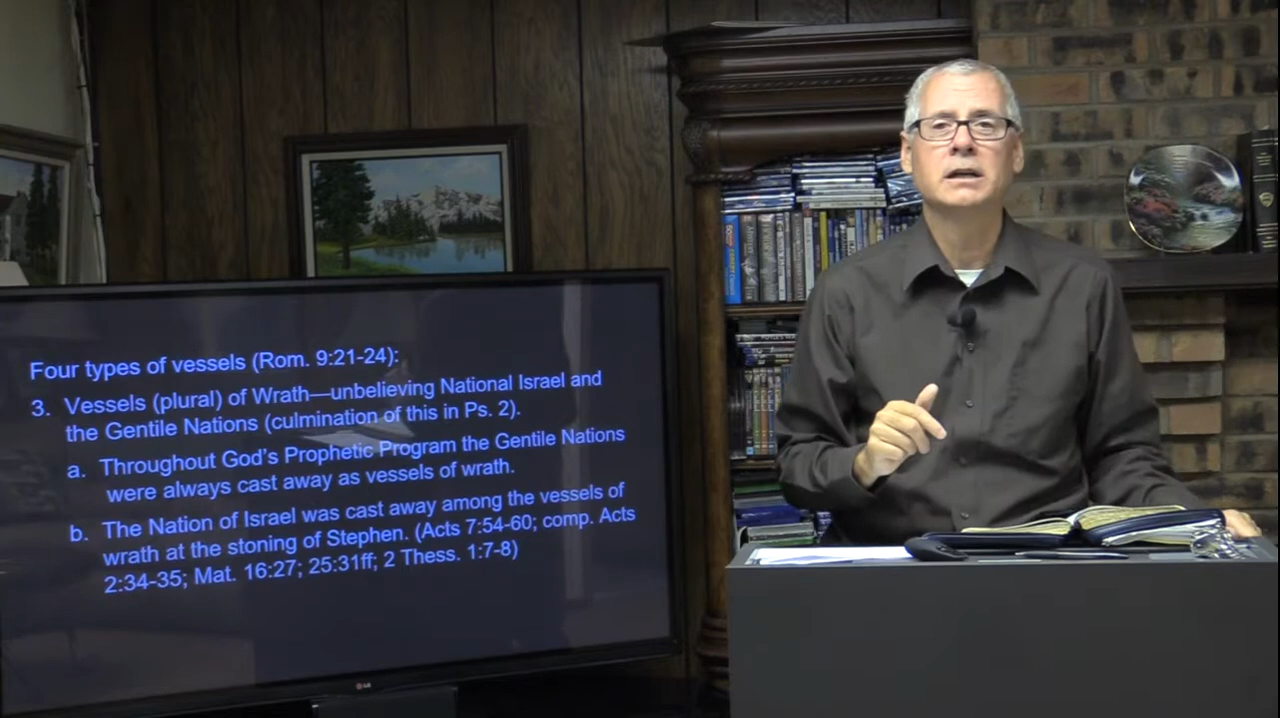 Four types of vessels (Rom. 9:21-24):
3. Vessels (plural) of Wrath—unbelieving National Israel and
the Gentile Nations (culmination of this in Ps. 2).
a. Throughout God's Prophetic Program the Gentile Nations
were always cast away as vessels of wrath.
b. The Nation of Israel was cast away among the vessels of
wrath at the stoning of Stephen. (Acts 7:54-60; comp. Acts
2:34-35; Mat. 16:27; 25:31ff; 2 Thess. 1:7-8)
LG